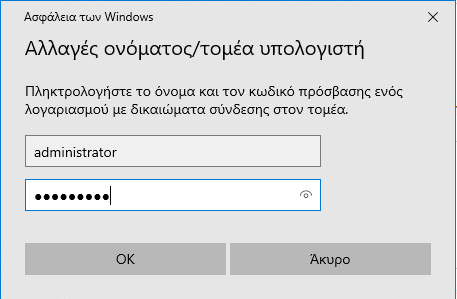 Ασφάλεια των Windows
Αλλαγές ονόματος/τομέα υπολογιστή
Πληκτρολογήστε το όνομα και τον κωδικό πρόσβασης ενός
λογαριασμού με δικαιώματα σύνδεσης στον τομέα.
administrator
●●●●●●●●●
OK
Άκυρο